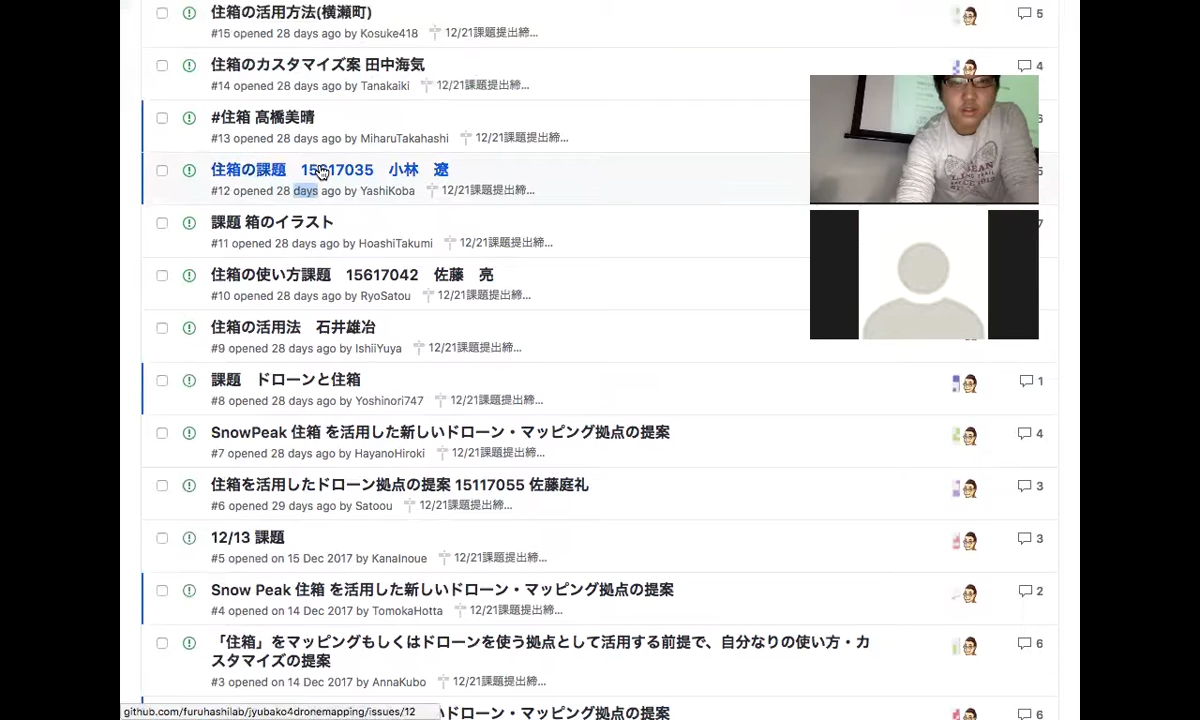 住箱の活用方法(横瀬町)
5
#15 opened 28 days ago by Kosuke418 12/21課題提出締...
住箱のカスタマイズ案 田中海気
4
#14 opened 28 days ago by Tanakaiki 12/21課題提出締...
#住箱 髙橋美晴
6
#13 opened 28 days ago by MiharuTakahashi 12/21課題提出締...
住箱の課題 15617035 小林 遼
5
#12 opened 28 days ago by YashiKoba 12/21課題提出締...
課題 箱のイラスト
7
#11 opened 28 days ago by HoashiTakumi 12/21課題提出締...
住箱の使い方課題 15617042 佐藤 亮
#10 opened 28 days ago by RyoSatou 12/21課題提出締...
住箱の活用法 石井雄冶
#9 opened 28 days ago by IshiiYuya 12/21課題提出締...
課題 ドローンと住箱
1
#8 opened 28 days ago by Yoshinori747 12/21課題提出締...
SnowPeak 住箱 を活用した新しいドローン・マッピング拠点の提案
4
#7 opened 28 days ago by HayanoHiroki 12/21課題提出締...
住箱を活用したドローン拠点の提案 15117055 佐藤庭礼
3
#6 opened 29 days ago by Satoou 12/21課題提出締...
12/13 課題
3
#5 opened on 15 Dec 2017 by KanaInoue 12/21課題提出締...
Snow Peak 住箱 を活用した新しいドローン・マッピング拠点の提案
2
#4 opened on 14 Dec 2017 by TomokaHotta 12/21課題提出締...
「住箱」をマッピングもしくはドローンを使う拠点として活用する前提で、自分なりの使い方・カ
6
スタマイズの提案
#3 opened on 14 Dec 2017 by AnnaKubo 12/21課題提出締...
ドローン・マッピング拠点の提案
6
github.com/furuhashilab/jyubako4dronemapping/issues/12